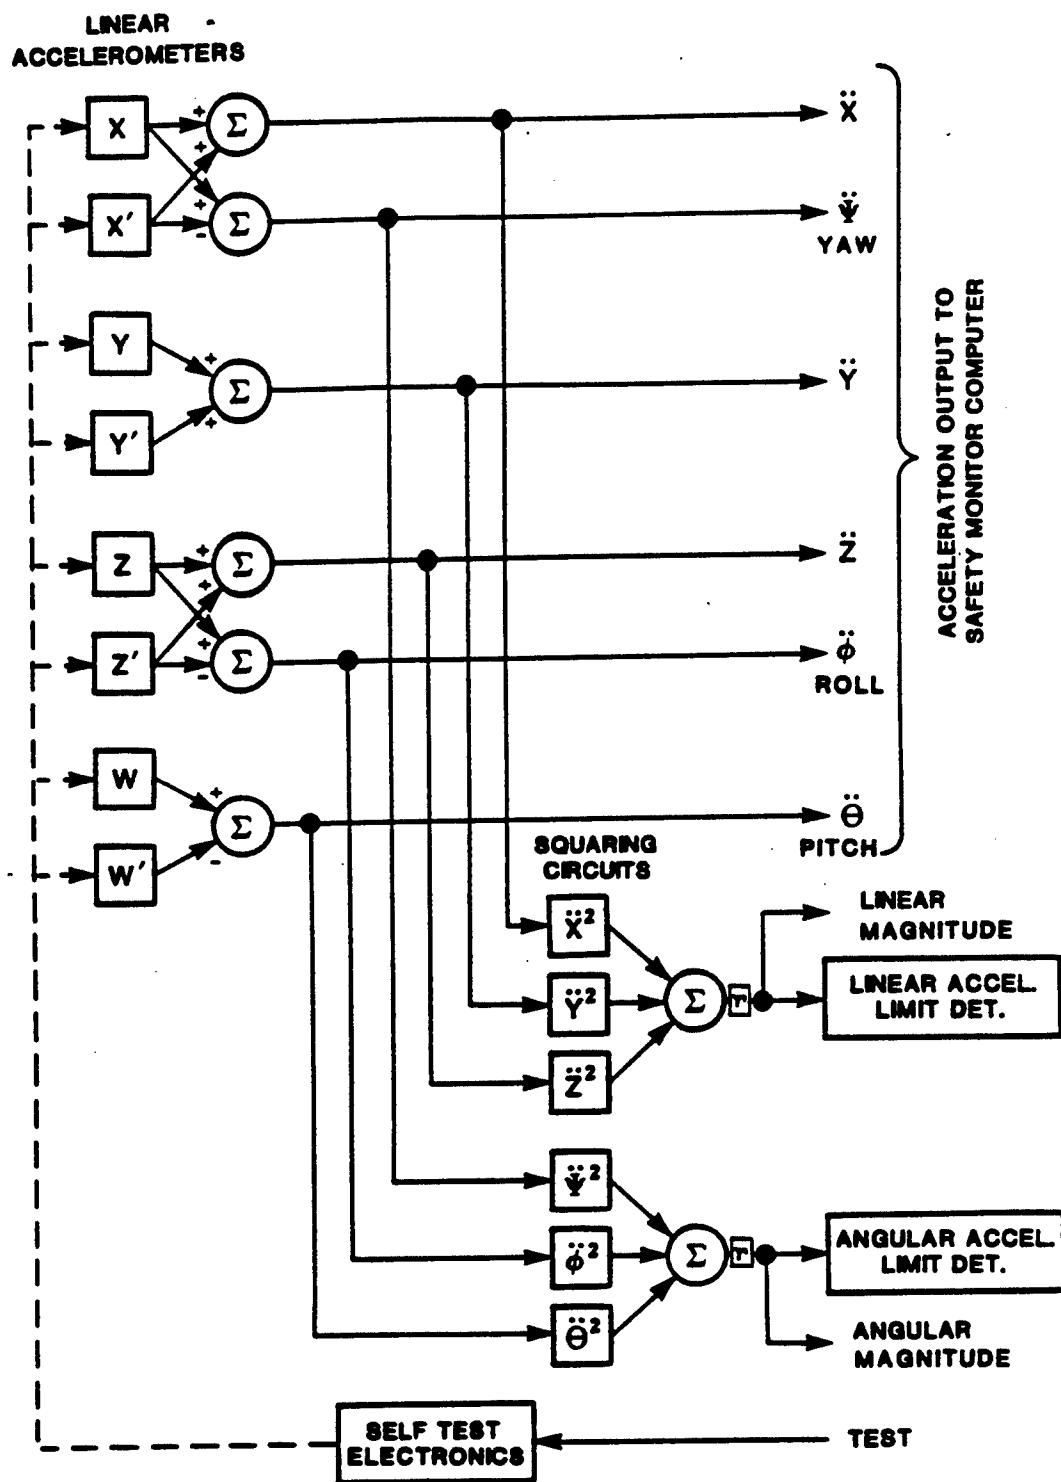 LINEAR
ACCELEROMETERS
X
+
Σ
Ẍ
+
X′
+
-
Σ
Ψ̈
YAW
Y
+
Σ
Ÿ
Y′
+
Z
+
Σ
Z̈
+
Z′
+
-
Σ
ϕ̈
ROLL
W
+
Σ
Θ̈
PITCH
W′
-
ACCELERATION OUTPUT TO
SAFETY MONITOR COMPUTER
SQUARING
CIRCUITS
Ẍ²
Ÿ²
Z̈²
Σ
LINEAR
MAGNITUDE
LINEAR ACCEL.
LIMIT DET.
Ψ̈²
ϕ̈²
Θ̈²
Σ
ANGULAR ACCEL.
LIMIT DET.
ANGULAR
MAGNITUDE
SELF TEST
ELECTRONICS
TEST